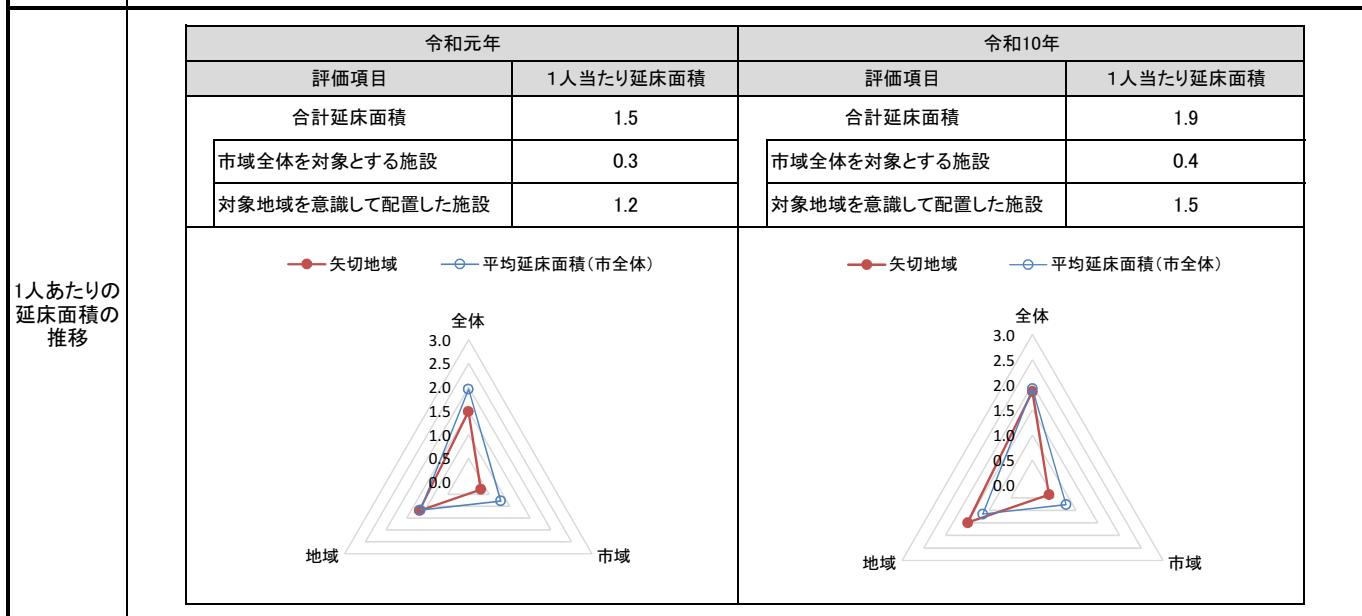 1人あたりの
延床面積の
推移
令和元年
令和10年
評価項目
1人当たり延床面積
評価項目
1人当たり延床面積
合計延床面積
1.5
合計延床面積
1.9
市域全体を対象とする施設
0.3
市域全体を対象とする施設
0.4
対象地域を意識して配置した施設
1.2
対象地域を意識して配置した施設
1.5
矢切地域
平均延床面積(市全体)
全体
3.0
2.5
2.0
1.5
1.0
0.5
0.0
地域
市域
矢切地域
平均延床面積(市全体)
全体
3.0
2.5
2.0
1.5
1.0
0.5
0.0
地域
市域